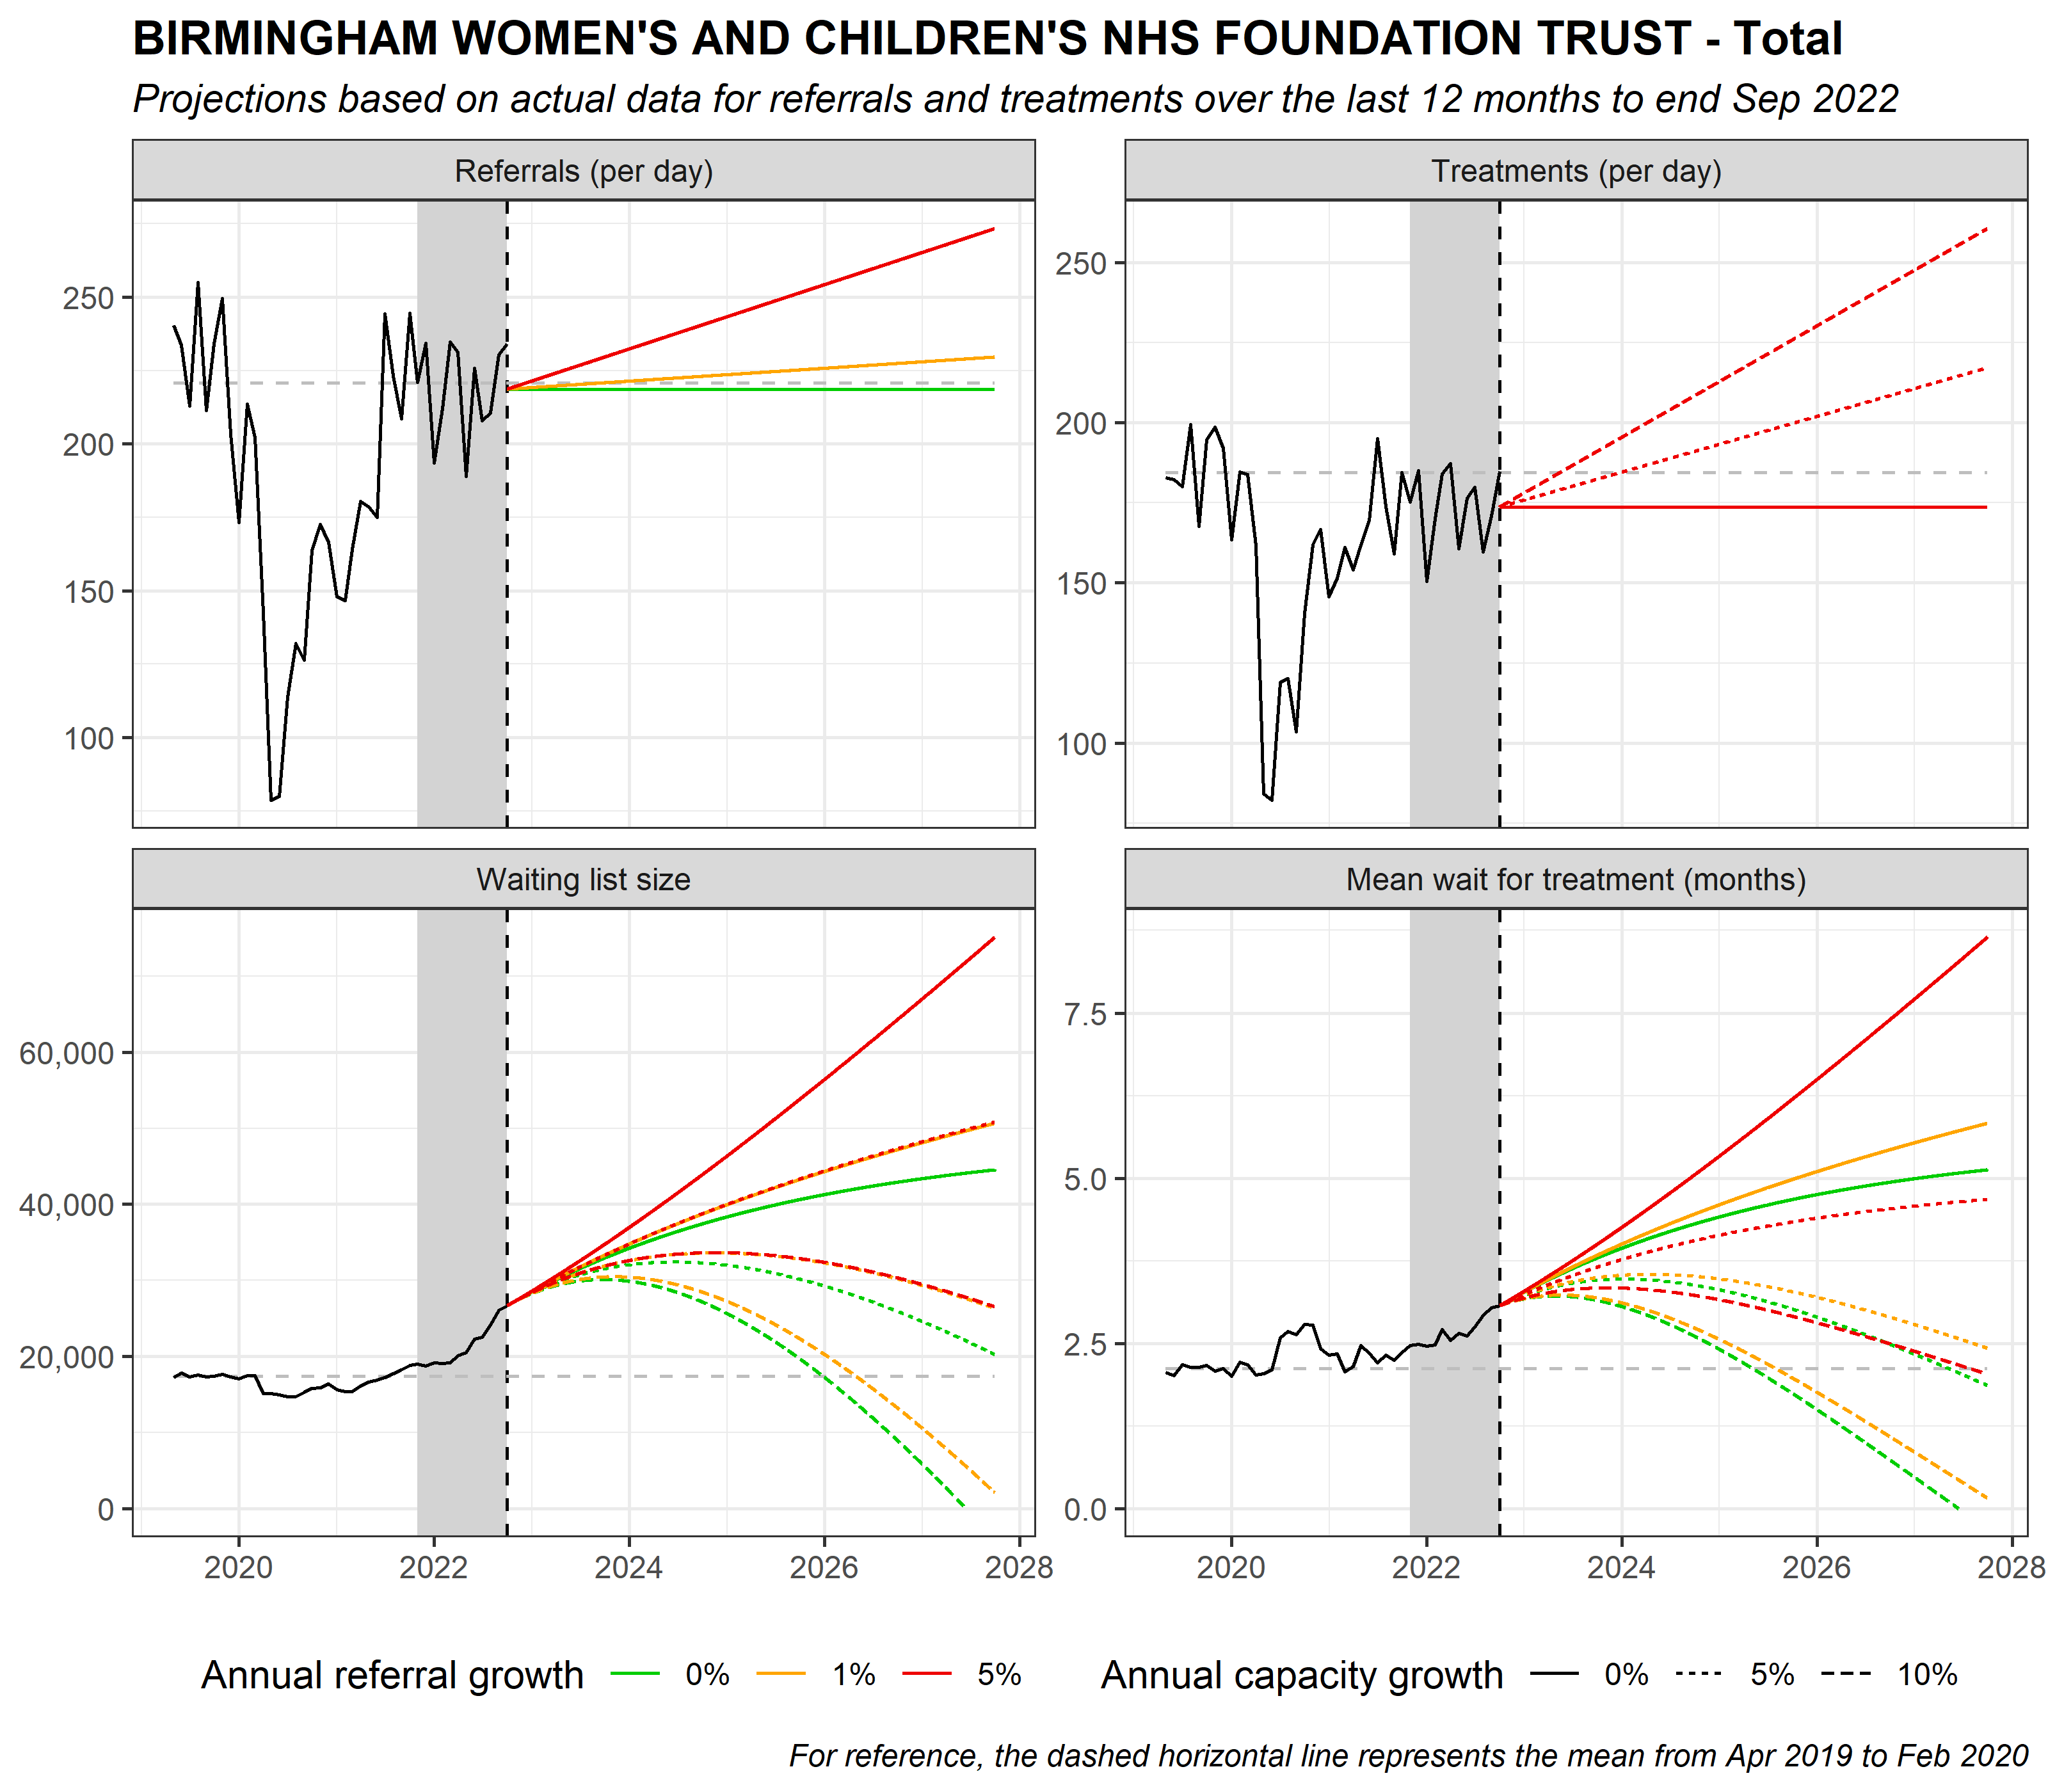 BIRMINGHAM WOMEN'S AND CHILDREN'S NHS FOUNDATION TRUST - Total
Projections based on actual data for referrals and treatments over the last 12 months to end Sep 2022
Referrals (per day)
250
200
150
100
Treatments (per day)
250
200
150
100
Waiting list size
60,000
40,000
20,000
0
2020 2022 2024 2026 2028
Mean wait for treatment (months)
7.5
5.0
2.5
0.0
2020 2022 2024 2026 2028
Annual referral growth 0% 1% 5%
Annual capacity growth 0% 5% 10%
For reference, the dashed horizontal line represents the mean from Apr 2019 to Feb 2020